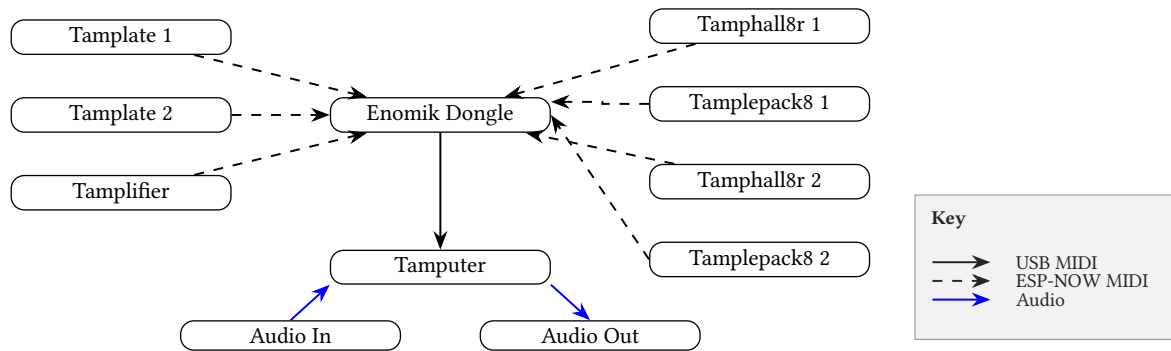 Tamplate 1
Tamphall8r 1
Tamplate 2
Enomik Dongle
Tamplepack8 1
Tamplifier
Tamphall8r 2
Tamputer
Tamplepack8 2
Audio In
Audio Out
Key
USB MIDI
ESP-NOW MIDI
Audio